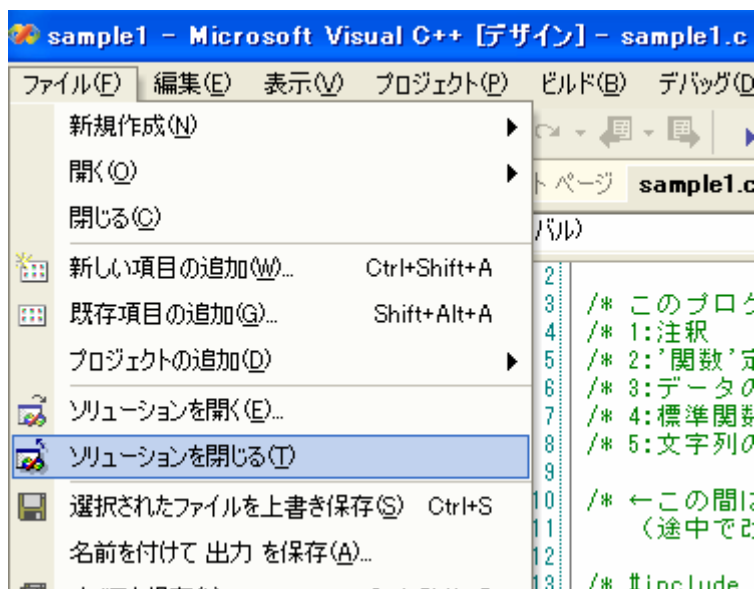 sample1 - Microsoft Visual C++ [デザイン] - sample1.c
ファイル(F) 編集(E) 表示(V) プロジェクト(P) ビルド(B) デバッグ(D
新規作成(N)
開く(O)
閉じる(C)
ト ページ sample1.c
バル)
新しい項目の追加(W)... Ctrl+Shift+A
既存項目の追加(G)... Shift+Alt+A
プロジェクトの追加(D)
ソリューションを開く(E)...
ソリューションを閉じる(T)
選択されたファイルを上書き保存(S) Ctrl+S
名前を付けて 出力 を保存(A)...
2
3 /* このプログ
4 /* 1:注釈
5 /* 2:'関数'定
6 /* 3:データの
7 /* 4:標準関数
8 /* 5:文字列の
9
10 /* ←この間に
11 (途中で改
12
13 /* #include